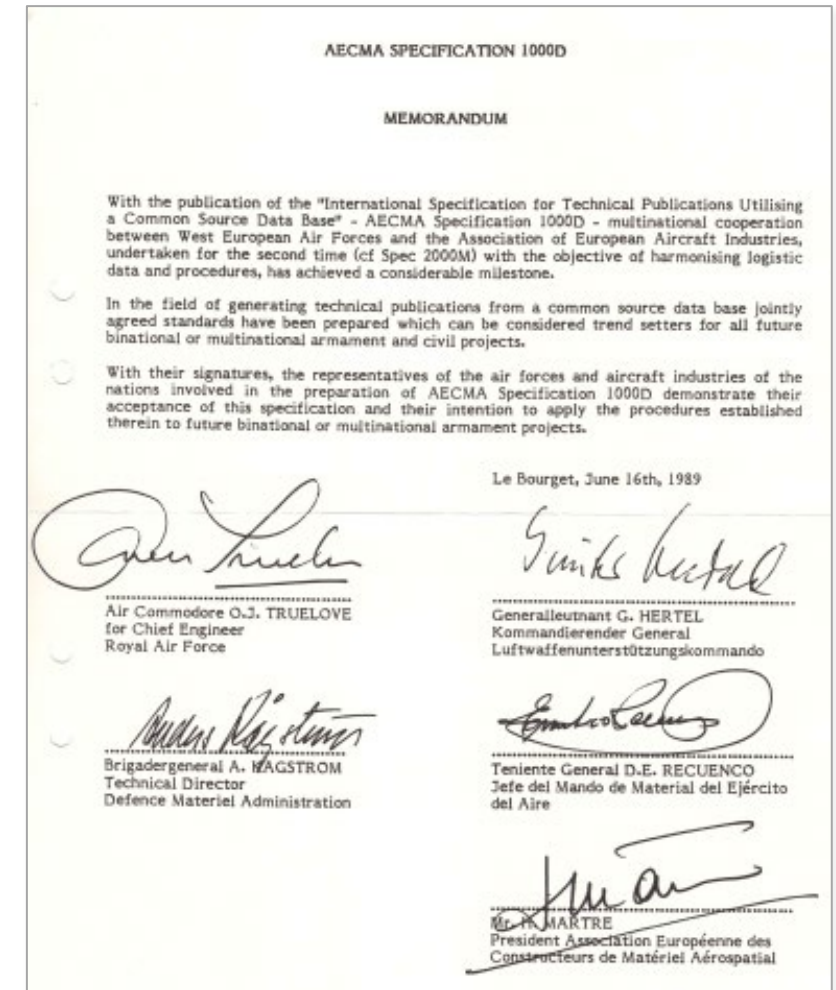 AECMA SPECIFICATION 1000D
MEMORANDUM
With the publication of the "International Specification for Technical Publications Utilising
a Common Source Data Base" - AECMA Specification 1000D - multinational cooperation
between West European Air Forces and the Association of European Aircraft Industries,
undertaken for the second time (cf Spec 2000M) with the objective of harmonising logistic
data and procedures, has achieved a considerable milestone.
In the field of generating technical publications from a common source data base jointly
agreed standards have been prepared which can be considered trend setters for all future
binational or multinational armament and civil projects.
With their signatures, the representatives of the air forces and aircraft industries of the
nations involved in the preparation of AECMA Specification 1000D demonstrate their
acceptance of this specification and their intention to apply the procedures established
therein to future binational or multinational armament projects.
Le Bourget, June 16th, 1989
Air Commodore O.J. TRUELOVE
for Chief Engineer
Royal Air Force
Generalleutnant G. HERTEL
Kommandierender General
Luftwaffenunterstützungskommando
Brigadergeneral A. HAGSTROM
Technical Director
Defence Materiel Administration
Teniente General D.E. RECUENCO
Jefe del Mando de Material del Ejército
del Aire
Mr. H. MARTRE
President Association Européenne des
Constructeurs de Matériel Aérospatial